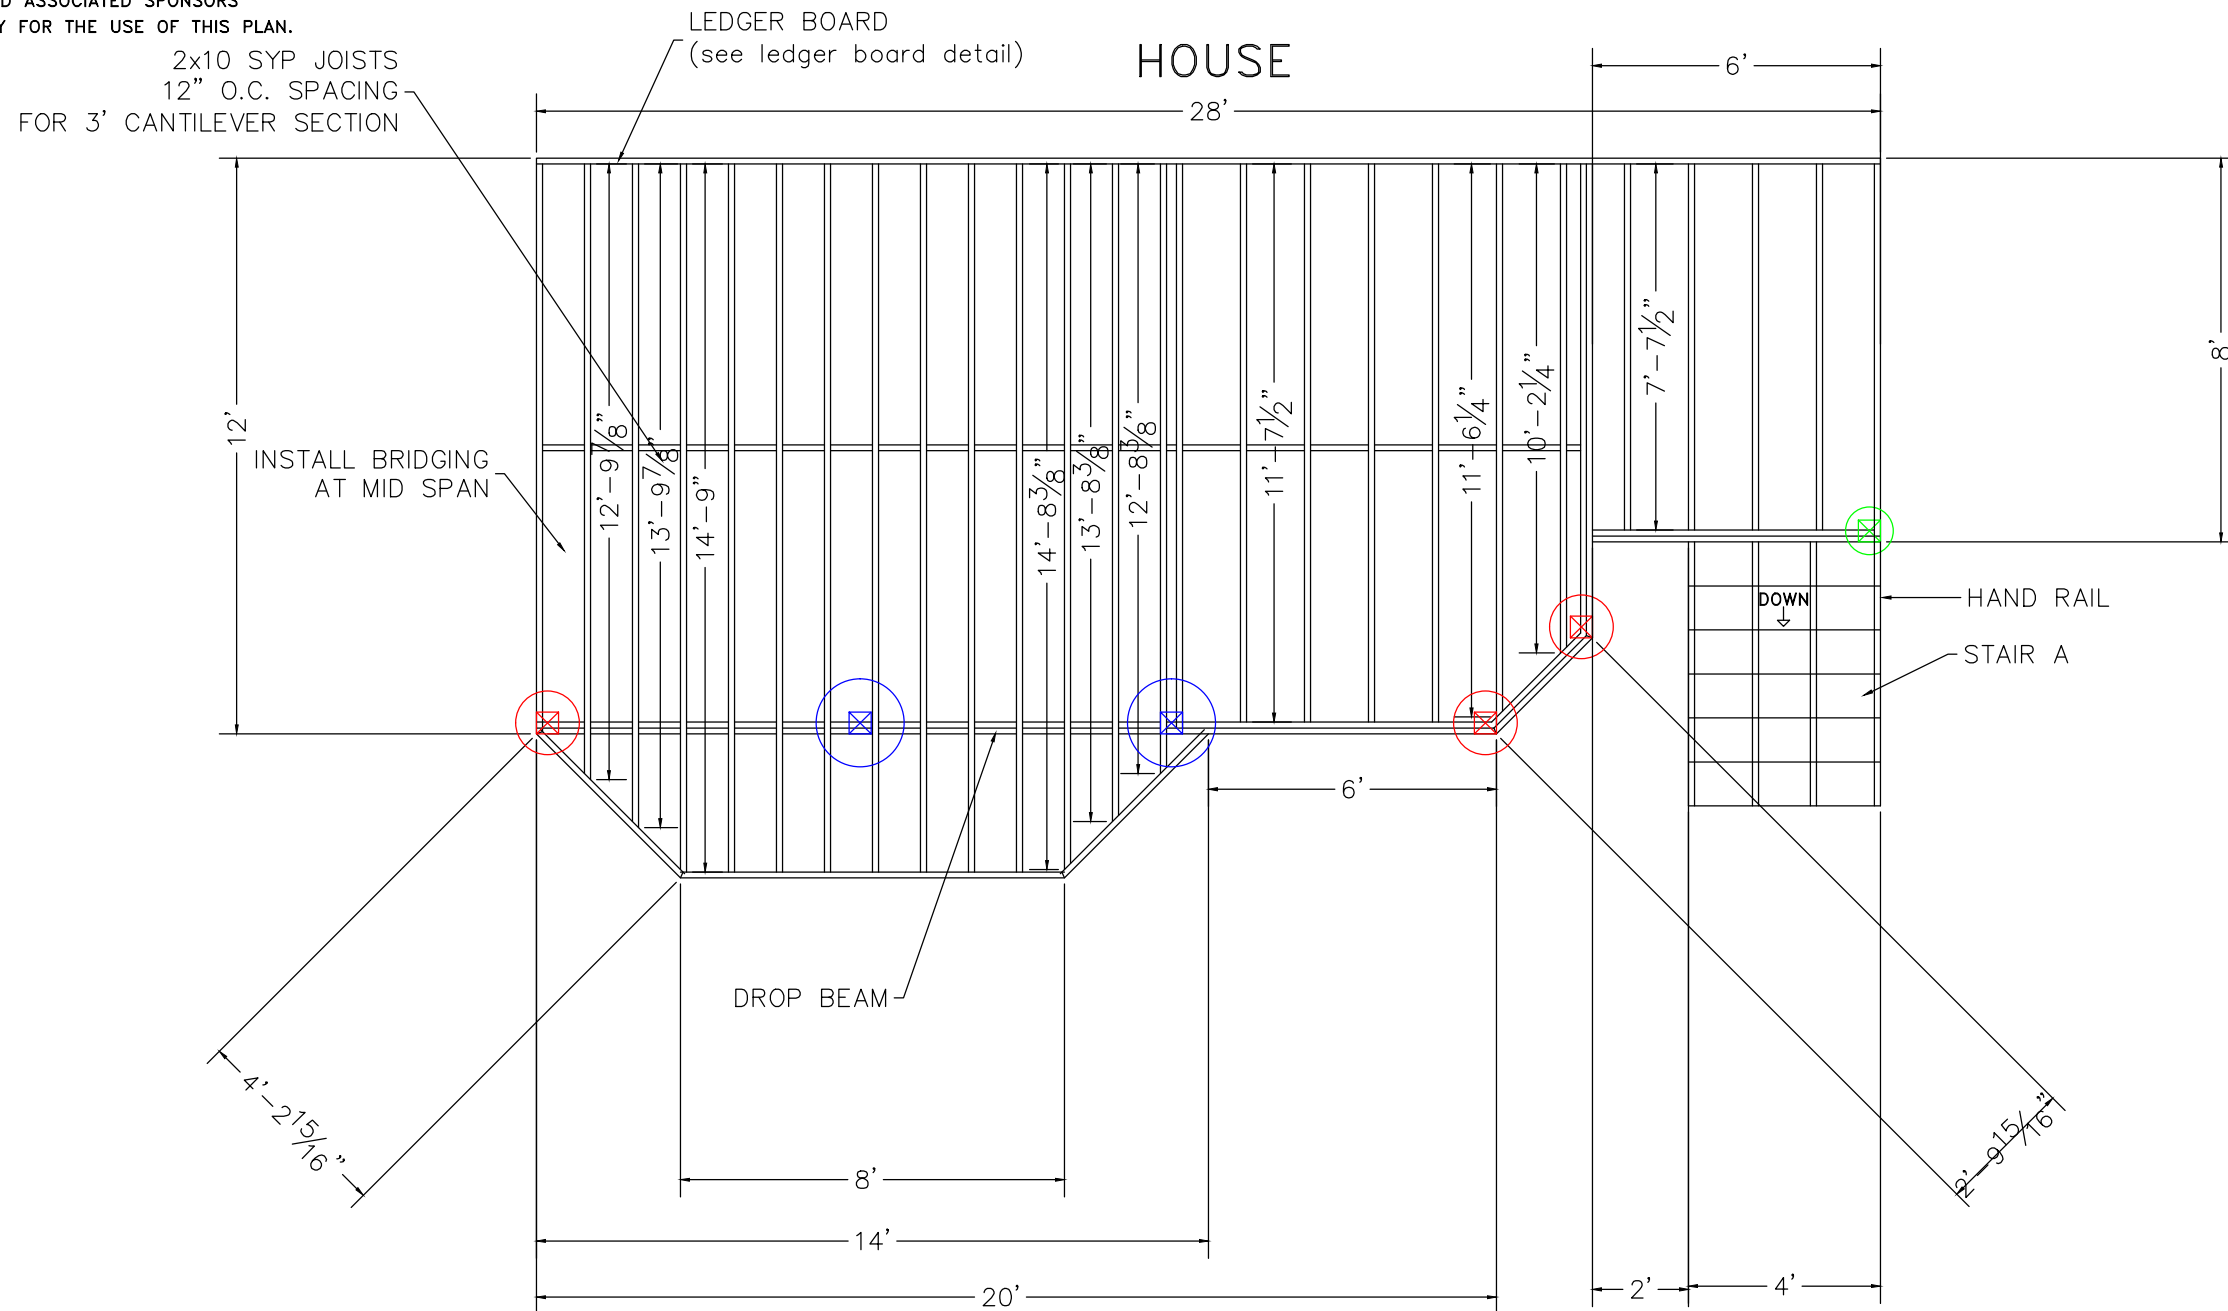 D ASSOCIATED SPONSORS
Y FOR THE USE OF THIS PLAN.
LEDGER BOARD
(see ledger board detail)
HOUSE
2x10 SYP JOISTS
12" O.C. SPACING
FOR 3' CANTILEVER SECTION
6'
28'
12'
8'
INSTALL BRIDGING
AT MID SPAN
12'-9 7/8"
13'-9 7/8"
14'-9"
14'-8 3/8"
13'-8 3/8"
12'-8 3/8"
11'-7 1/2"
11'-6 1/4"
10'-2 1/4"
7'-7 1/2"
DOWN
HAND RAIL
STAIR A
6'
DROP BEAM
4'-2 15/16"
2'-9 15/16"
8'
14'
20'
2'
4'